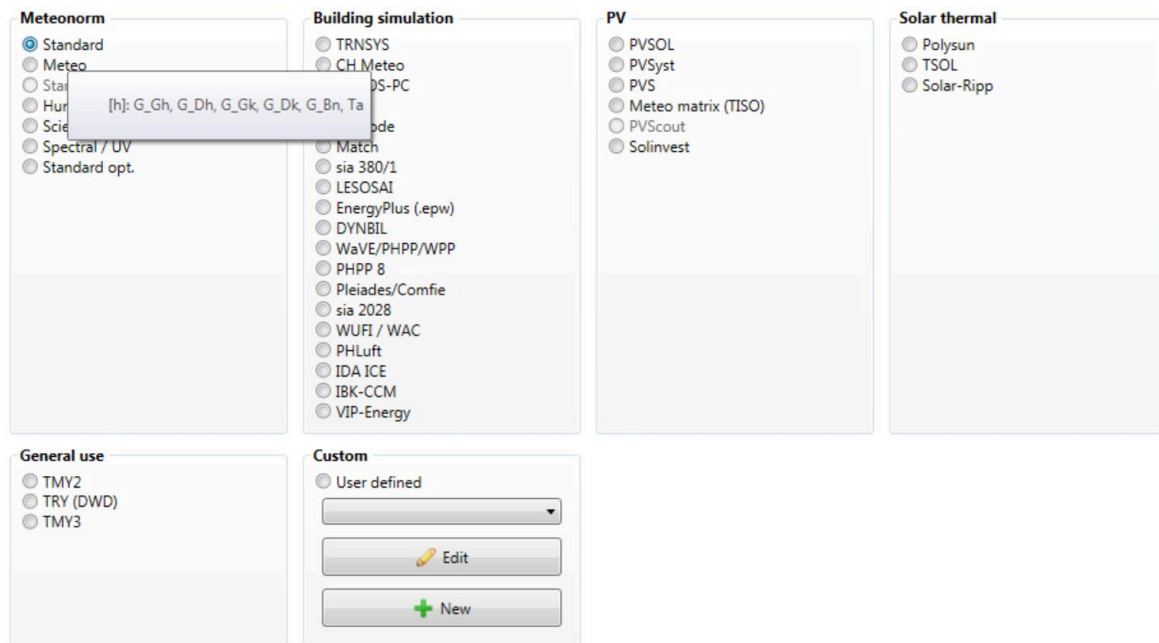 Meteonorm
Standard
Meteo
Spectral / UV
Standard opt.
[h]: G_Gh, G_Dh, G_Gk, G_Dk, G_Bn, Ta
Building simulation
TRNSYS
CH Meteo
Match
sia 380/1
LESOSAI
EnergyPlus (.epw)
DYNBIL
WaVE/PHPP/WPP
PHPP 8
Pleiades/Comfie
sia 2028
WUFI / WAC
PHLuft
IDA ICE
IBK-CCM
VIP-Energy
PV
PVSOL
PVSyst
PVS
Meteo matrix (TISO)
PVScout
Solinvest
Solar thermal
Polysun
TSOL
Solar-Ripp
General use
TMY2
TRY (DWD)
TMY3
Custom
User defined
Edit
New